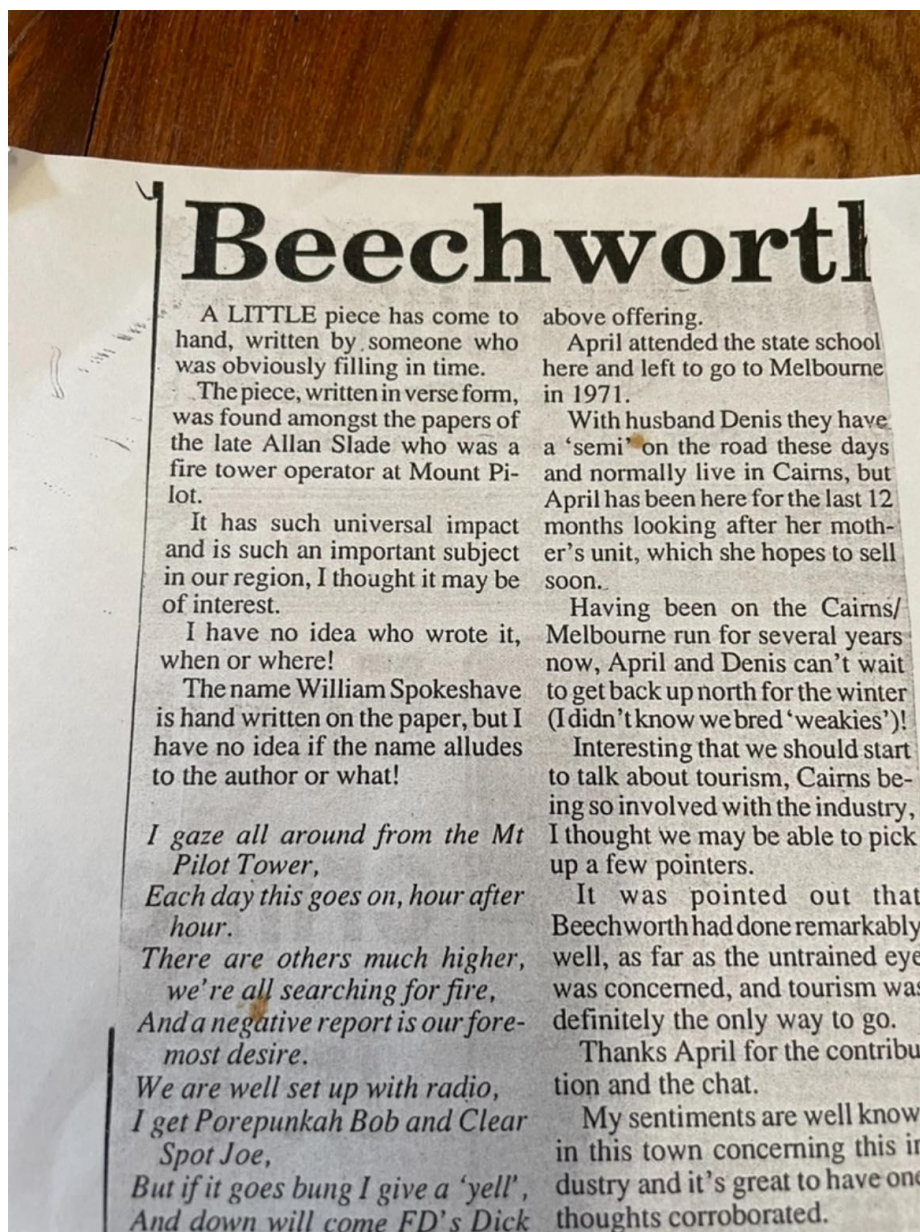 Beechworth
A LITTLE piece has come to
hand, written by someone who
was obviously filling in time.
The piece, written in verse form,
was found amongst the papers of
the late Allan Slade who was a
fire tower operator at Mount Pi-
lot.
It has such universal impact
and is such an important subject
in our region, I thought it may be
of interest.
I have no idea who wrote it,
when or where!
The name William Spokeshave
is hand written on the paper, but I
have no idea if the name alludes
to the author or what!
I gaze all around from the Mt
Pilot Tower,
Each day this goes on, hour after
hour.
There are others much higher,
we're all searching for fire,
And a negative report is our fore-
most desire.
We are well set up with radio,
I get Porepunkah Bob and Clear
Spot Joe,
But if it goes bung I give a 'yell',
And down will come FD's Dick
above offering.
April attended the state school
here and left to go to Melbourne
in 1971.
With husband Denis they have
a 'semi' on the road these days
and normally live in Cairns, but
April has been here for the last 12
months looking after her moth-
er's unit, which she hopes to sell
soon.
Having been on the Cairns/
Melbourne run for several years
now, April and Denis can't wait
to get back up north for the winter
(I didn't know we bred 'weakies')!
Interesting that we should start
to talk about tourism, Cairns be-
ing so involved with the industry,
I thought we may be able to pick
up a few pointers.
It was pointed out that
Beechworth had done remarkably
well, as far as the untrained eye
was concerned, and tourism was
definitely the only way to go.
Thanks April for the contribu
tion and the chat.
My sentiments are well know
in this town concerning this in
dustry and it's great to have one
thoughts corroborated.